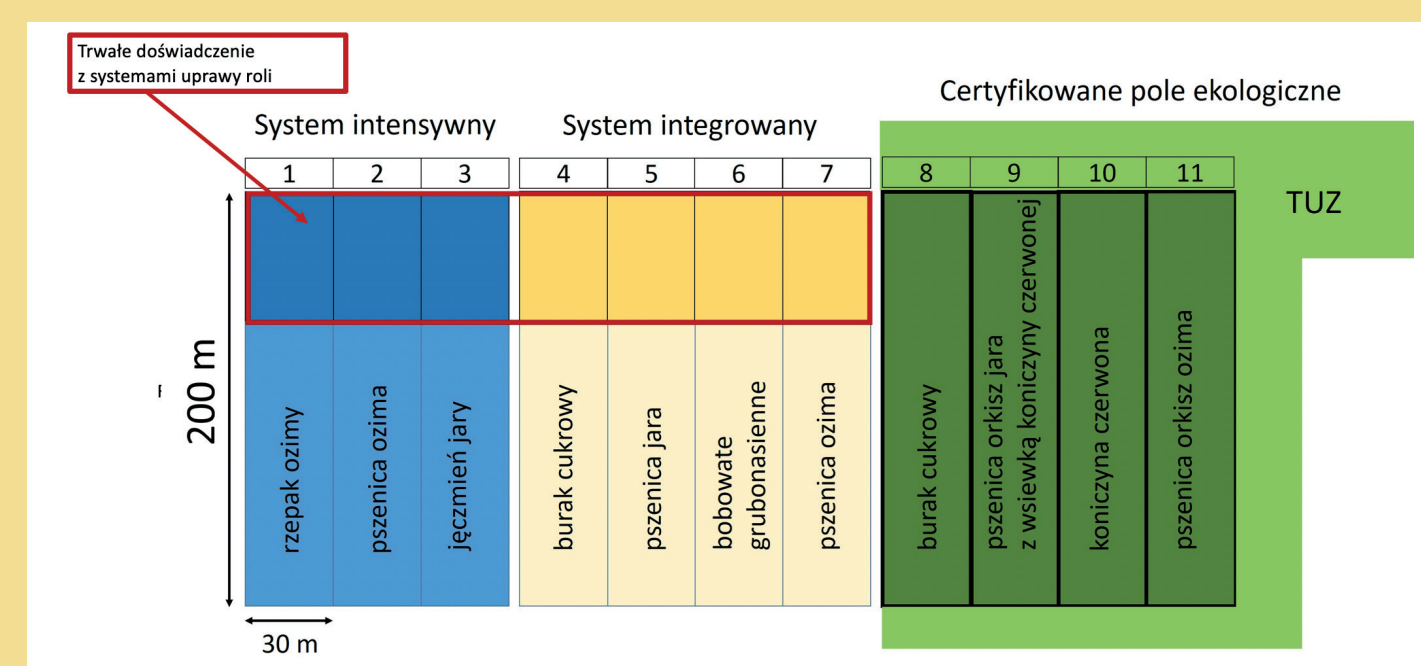 Trwałe doświadczenie
z systemami uprawy roli
Certyfikowane pole ekologiczne
System intensywny
System integrowany
1
2
3
4
5
6
7
8
9
10
11
TUZ
200 m
rzepak ozimy
pszenica ozima
jęczmień jary
burak cukrowy
pszenica jara
bobowate
grubonasienne
pszenica ozima
burak cukrowy
pszenica orkisz jara
z wsiewką koniczyny czerwonej
koniczyna czerwona
pszenica orkisz ozima
30 m